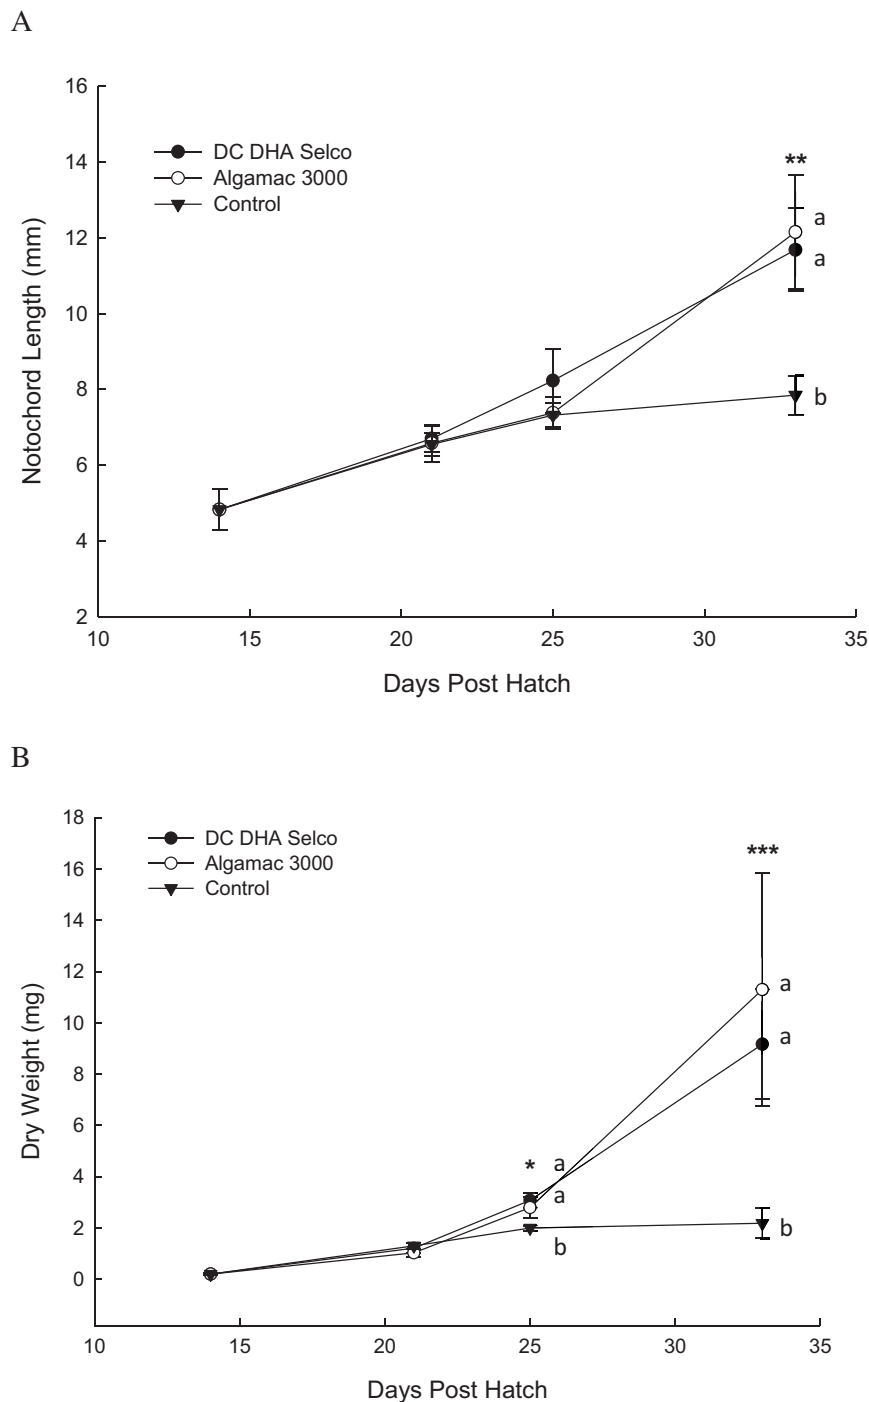 A
16
14
12
10
8
6
4
2
Notochord Length (mm)
DC DHA Selco
Algamac 3000
Control
**
a
a
b
10 15 20 25 30 35
Days Post Hatch
B
18
16
14
12
10
8
6
4
2
0
Dry Weight (mg)
DC DHA Selco
Algamac 3000
Control
***
a
a
* a
a
b
b
10 15 20 25 30 35
Days Post Hatch